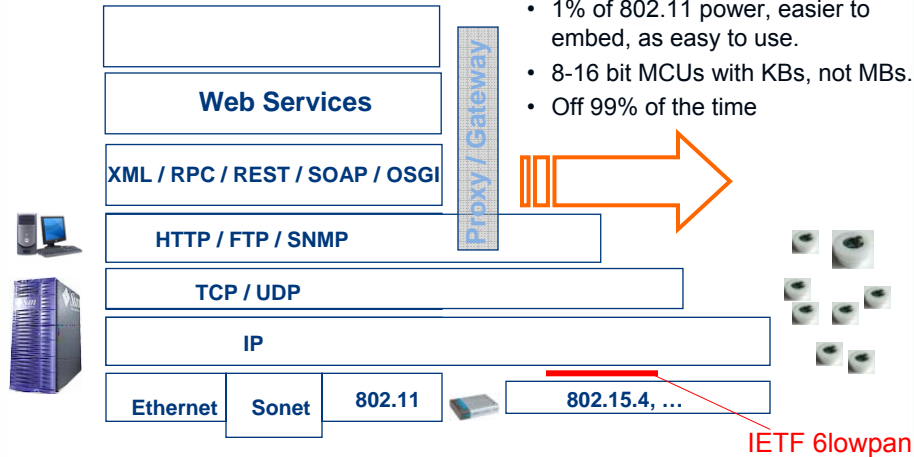 • 1% of 802.11 power, easier to
embed, as easy to use.
• 8-16 bit MCUs with KBs, not MBs.
• Off 99% of the time
Proxy / Gateway
Web Services
XML / RPC / REST / SOAP / OSGI
HTTP / FTP / SNMP
TCP / UDP
IP
Ethernet
Sonet
802.11
802.15.4, …
IETF 6lowpan
Sun